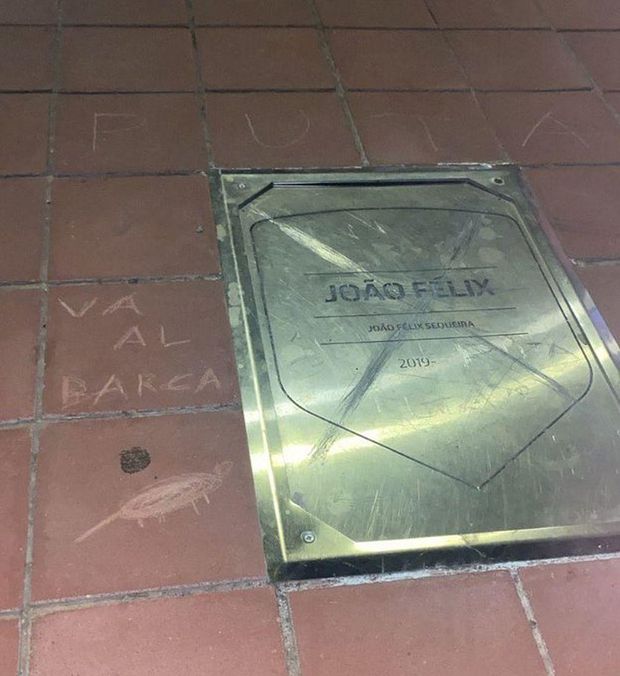 PUTA
VA
AL
BARCA
JOÃO FÉLIX
JOÃO FÉLIX SEQUEIRA
2019-